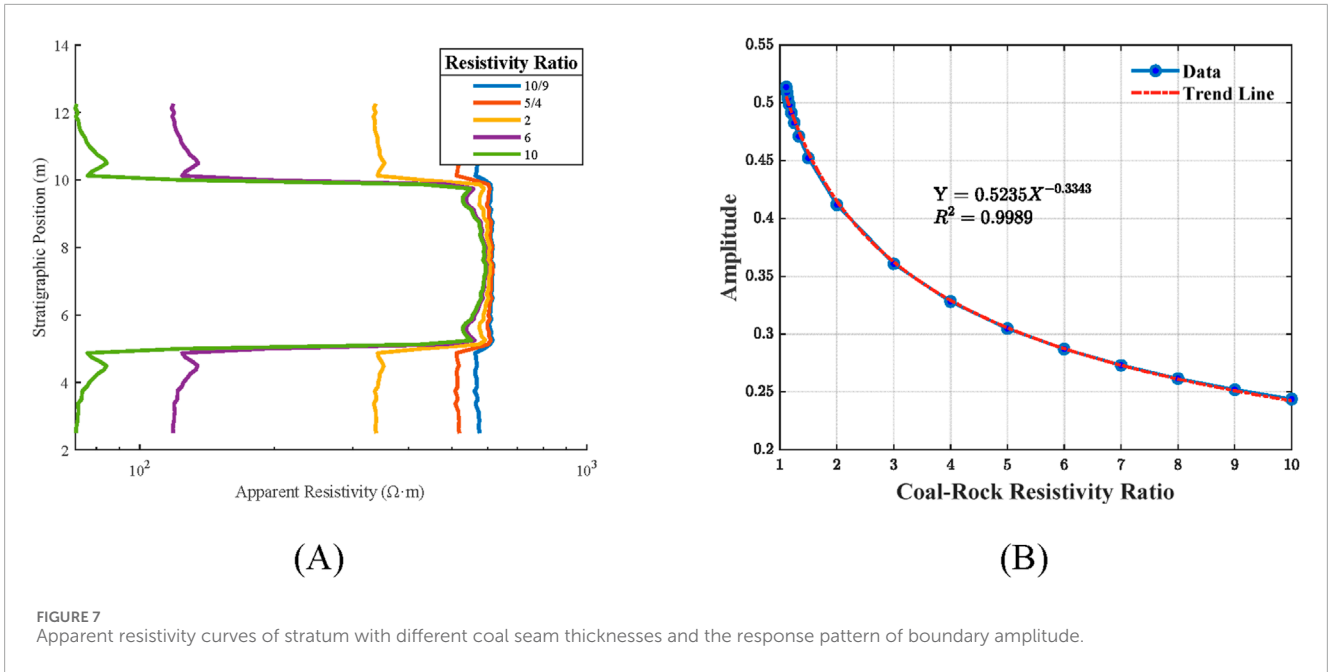 14
12
10
8
6
4
2
Stratigraphic Position (m)
Resistivity Ratio
10/9
5/4
2
6
10
10²
10³
Apparent Resistivity (Ω·m)
(A)
0.55
0.5
0.45
0.4
0.35
0.3
0.25
0.2
Amplitude
Data
Trend Line
Y = 0.5235X^−0.3343
R² = 0.9989
1 2 3 4 5 6 7 8 9 10
Coal-Rock Resistivity Ratio
(B)
FIGURE 7
Apparent resistivity curves of stratum with different coal seam thicknesses and the response pattern of boundary amplitude.